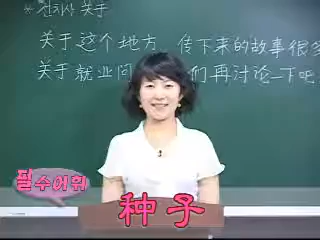 ※ 전치사 关于
关于这个地方，传下来的故事很多
关于就业问 们再讨论一下吧
필수어휘
种子